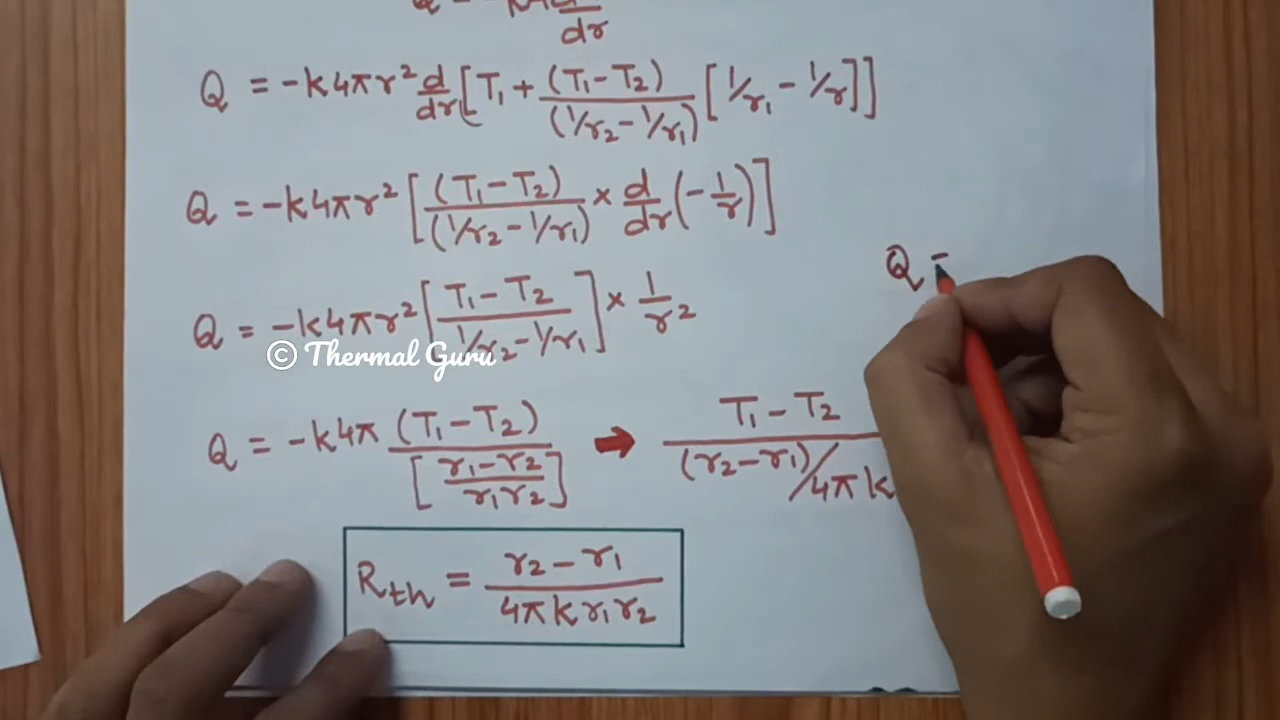 dr
Q = -k4πr² d/dr [T₁ + (T₁-T₂)/(1/r₂ - 1/r₁) [1/r₁ - 1/r]]
Q = -k4πr² [(T₁-T₂)/(1/r₂ - 1/r₁) × d/dr (-1/r)]
Q =
Q = -k4πr² [T₁-T₂/1/r₂ - 1/r₁] × 1/r²
© Thermal Guru
Q = -k4π (T₁-T₂)/[r₁-r₂/r₁r₂] ➡ T₁-T₂/(r₂-r₁)/4πk
Rth = r₂-r₁/4πkr₁r₂